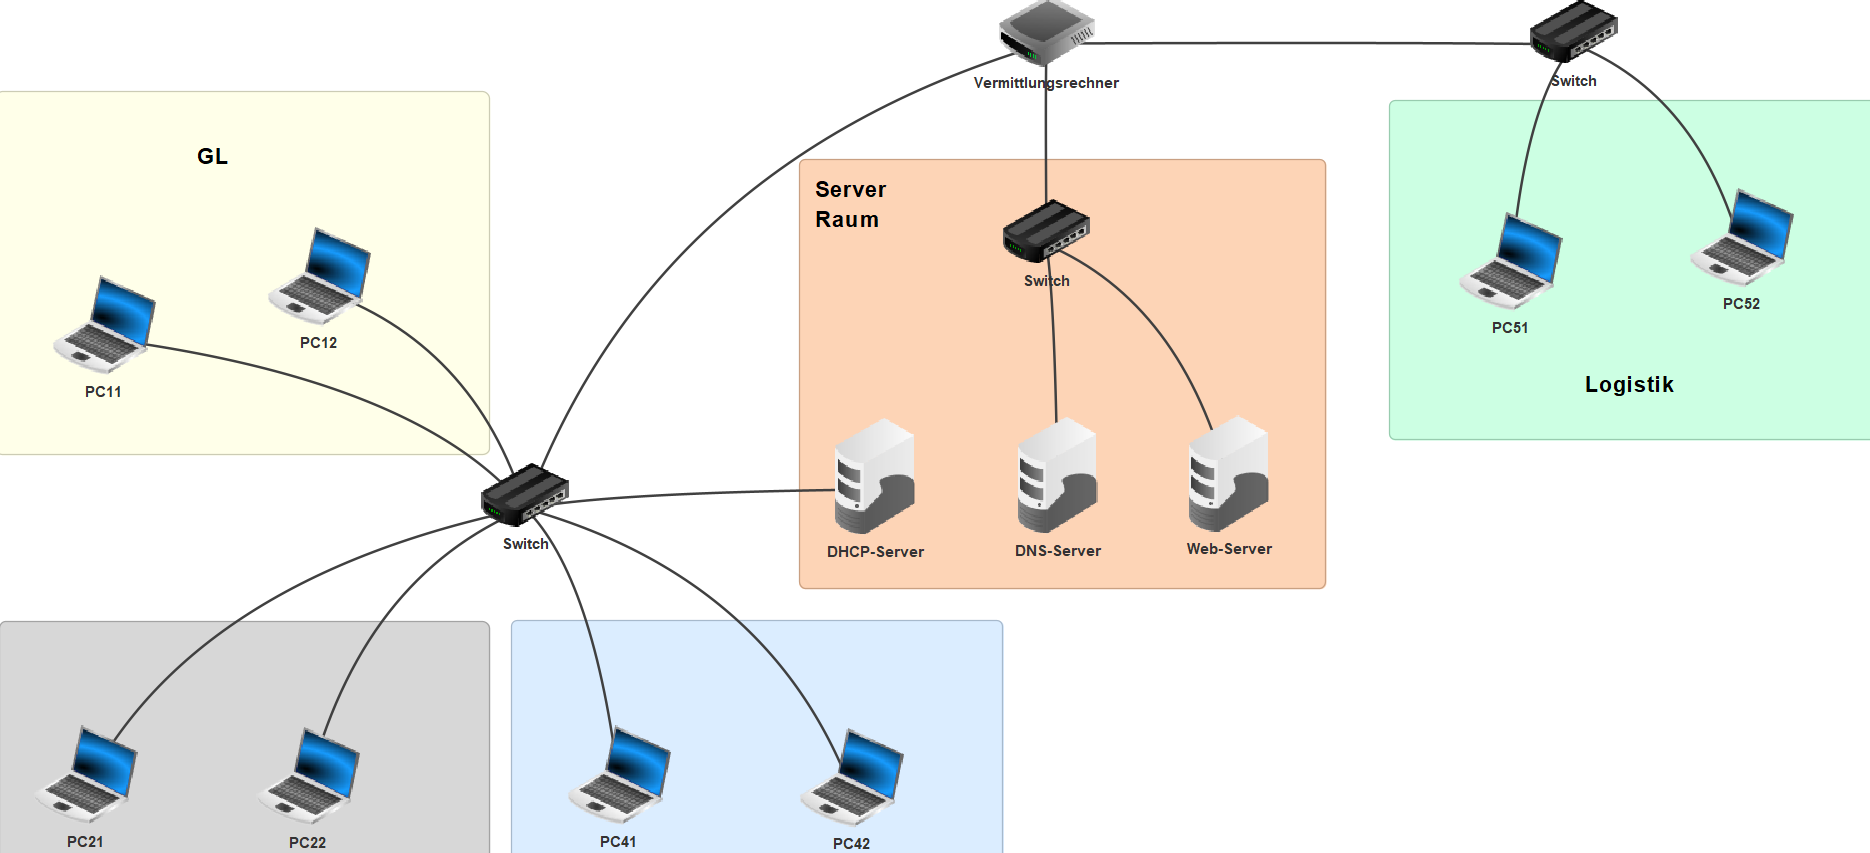 Vermittlungsrechner
Switch
GL
Server
Raum
Switch
PC51
PC52
PC12
PC11
Logistik
Switch
DHCP-Server
DNS-Server
Web-Server
PC21
PC22
PC41
PC42